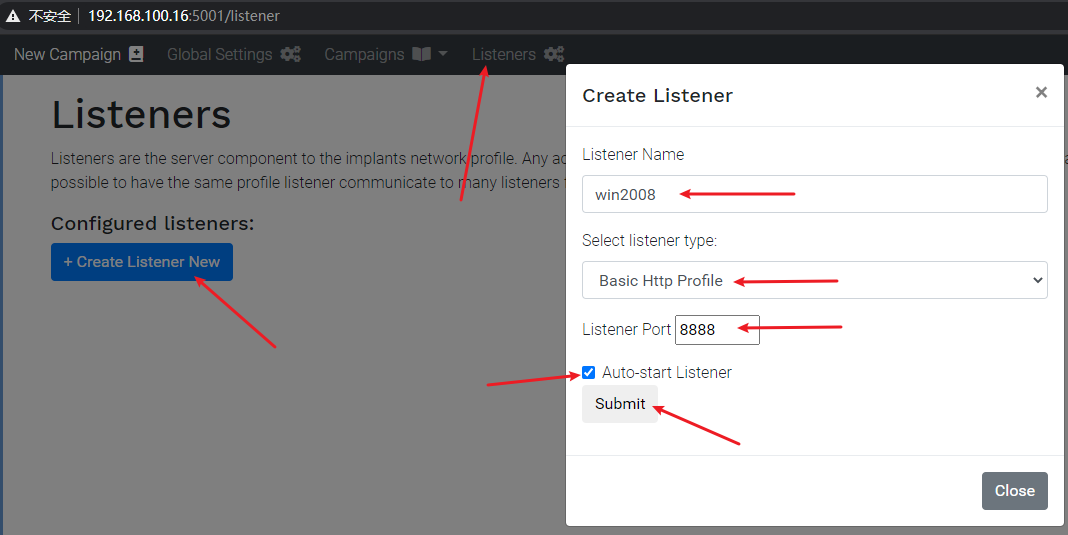 不安全 192.168.100.16:5001/listener
New Campaign Global Settings Campaigns Listeners
Listeners
Listeners are the server component to the implants network profile. Any
possible to have the same profile listener communicate to many listeners
Configured listeners:
+ Create Listener New
Create Listener ×
Listener Name
win2008
Select listener type:
Basic Http Profile
Listener Port 8888
Auto-start Listener
Submit
Close